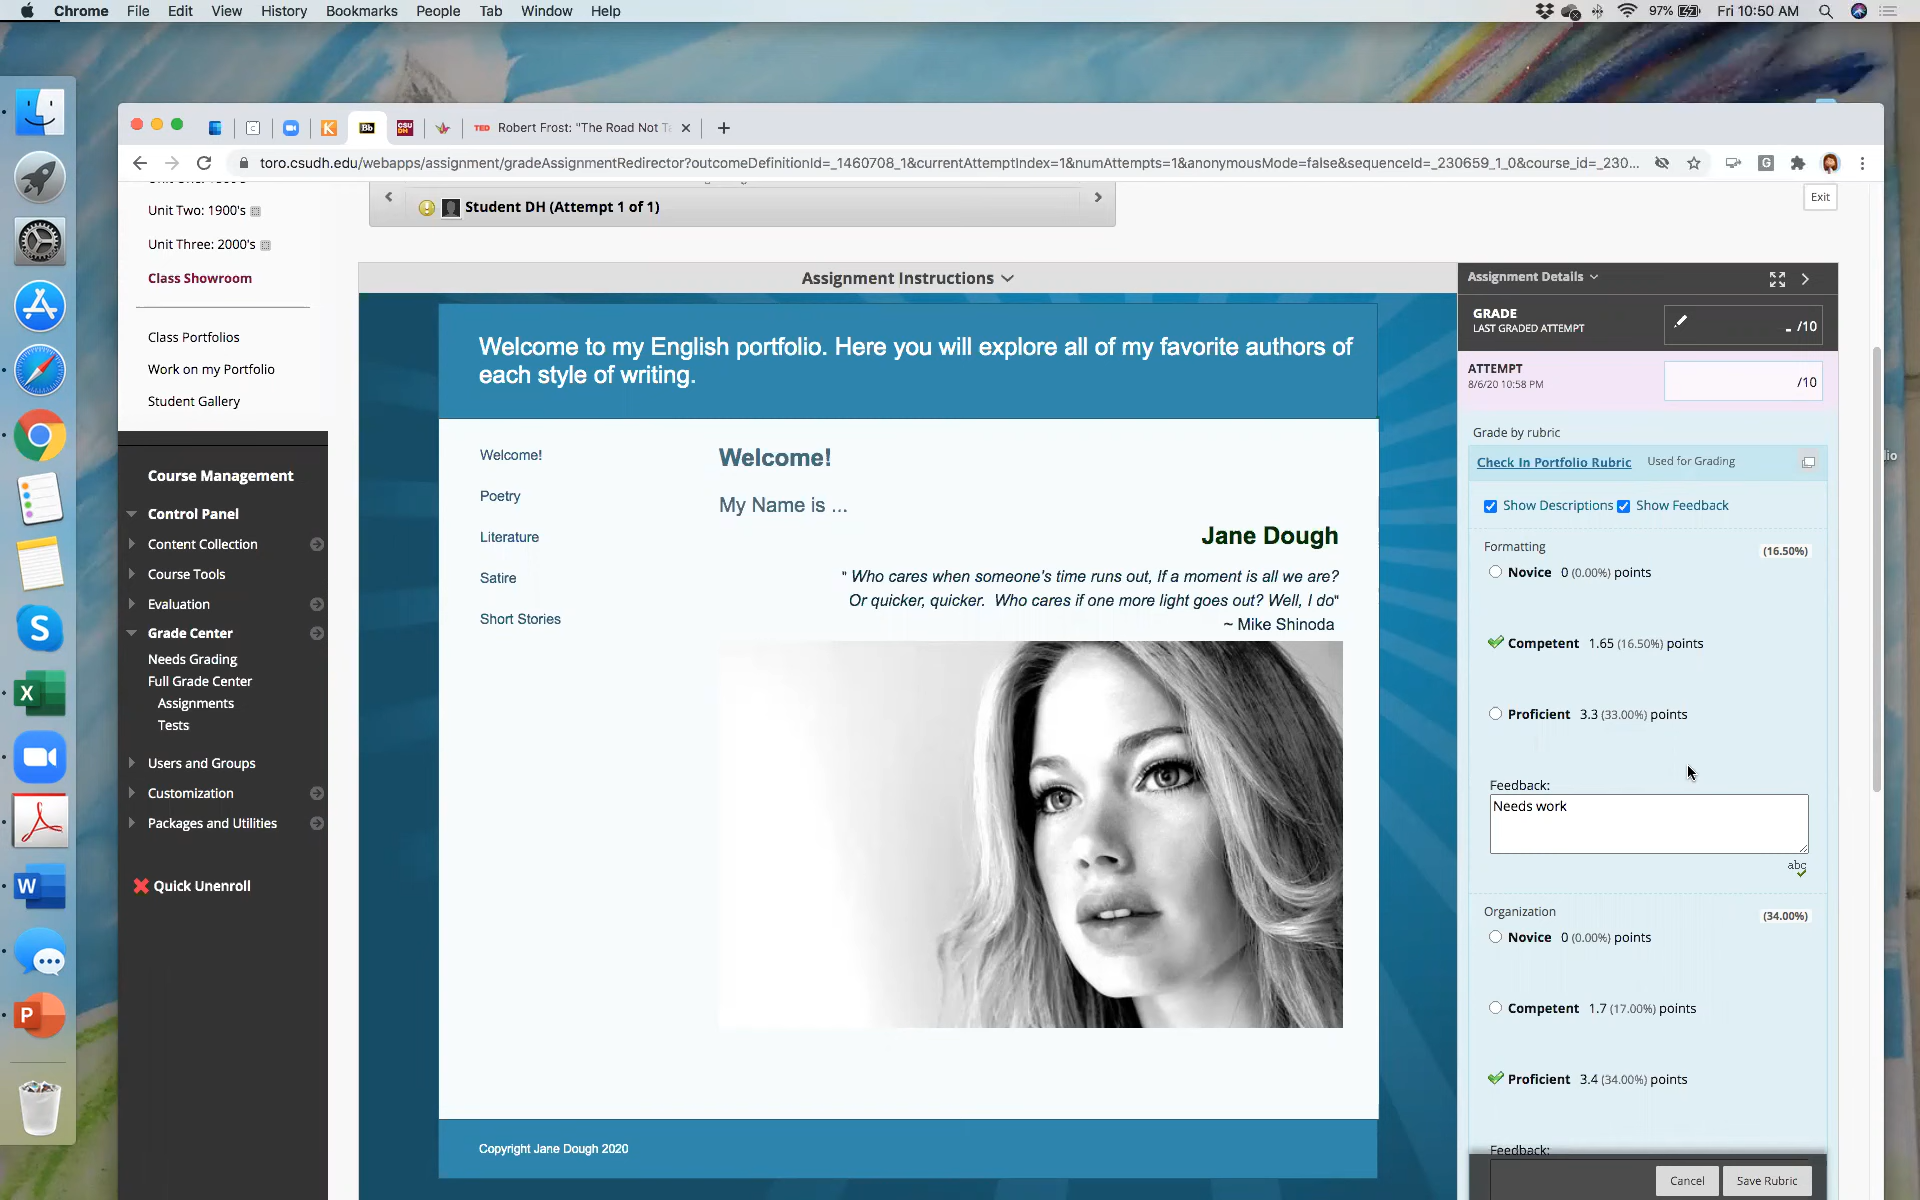 Chrome File Edit View History Bookmarks People Tab Window Help
97% Fri 10:50 AM
Bb
CSU DH
TED Robert Frost: "The Road Not T
toro.csudh.edu/webapps/assignment/gradeAssignmentRedirector?outcomeDefinitionId=_1460708_1&currentAttemptIndex=1&numAttempts=1&anonymousMode=false&sequenceId=_230659_1_0&course_id=_230...
Unit Two: 1900's
Unit Three: 2000's
Class Showroom
Class Portfolios
Work on my Portfolio
Student Gallery
Course Management
Control Panel
Content Collection
Course Tools
Evaluation
Grade Center
Needs Grading
Full Grade Center
Assignments
Tests
Users and Groups
Customization
Packages and Utilities
Quick Unenroll
Student DH (Attempt 1 of 1)
Exit
Assignment Instructions
Welcome to my English portfolio. Here you will explore all of my favorite authors of
each style of writing.
Welcome!
Poetry
Literature
Satire
Short Stories
Welcome!
My Name is ...
Jane Dough
" Who cares when someone's time runs out, If a moment is all we are?
Or quicker, quicker. Who cares if one more light goes out? Well, I do"
~ Mike Shinoda
Copyright Jane Dough 2020
Assignment Details
GRADE
LAST GRADED ATTEMPT
- /10
ATTEMPT
8/6/20 10:58 PM
/10
Grade by rubric
Check In Portfolio Rubric Used for Grading
Show Descriptions Show Feedback
Formatting (16.50%)
Novice 0 (0.00%) points
Competent 1.65 (16.50%) points
Proficient 3.3 (33.00%) points
Feedback:
Needs work
abc
Organization (34.00%)
Novice 0 (0.00%) points
Competent 1.7 (17.00%) points
Proficient 3.4 (34.00%) points
Feedback:
Cancel Save Rubric